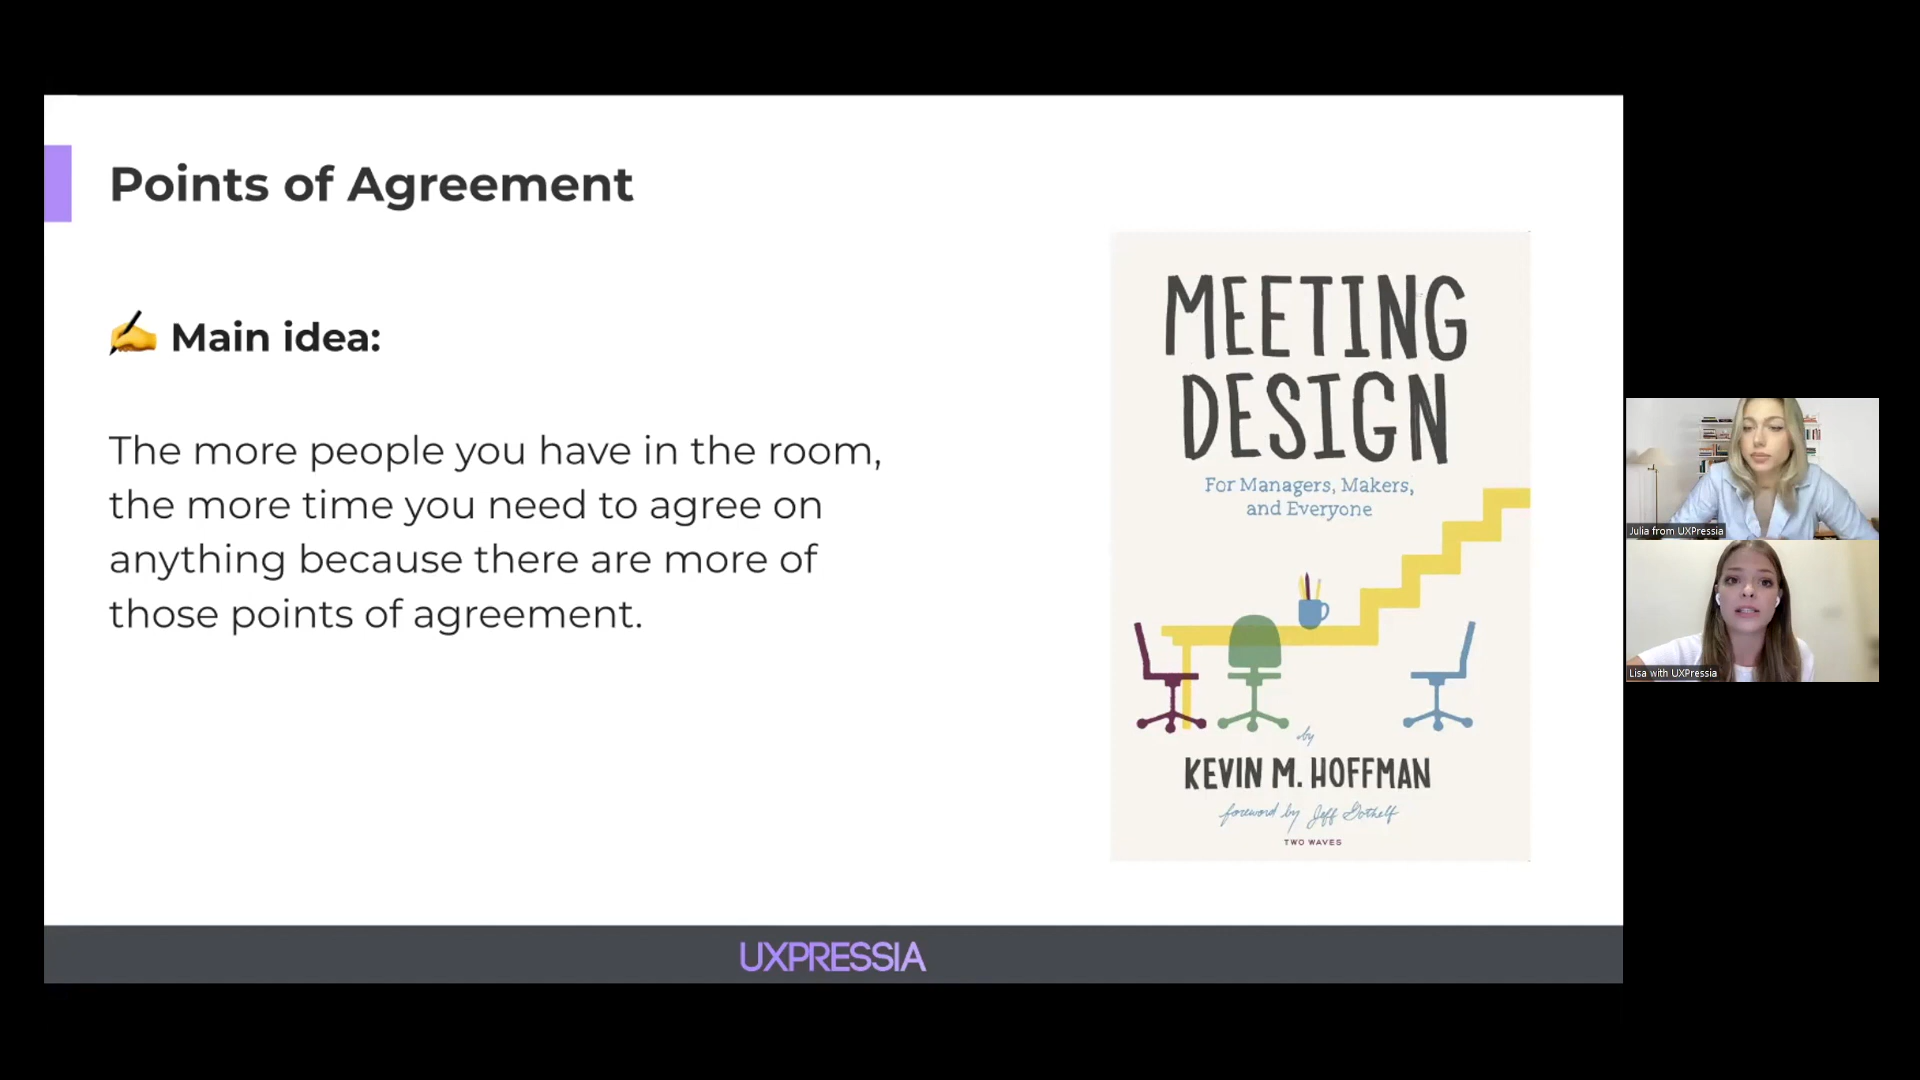 Points of Agreement
Main idea:
The more people you have in the room,
the more time you need to agree on
anything because there are more of
those points of agreement.
MEETING
DESIGN
For Managers, Makers,
and Everyone
by
KEVIN M. HOFFMAN
foreword by Jeff Gothelf
TWO WAVES
Julia from UXPressia
Lisa with UXPressia
UXPRESSIA